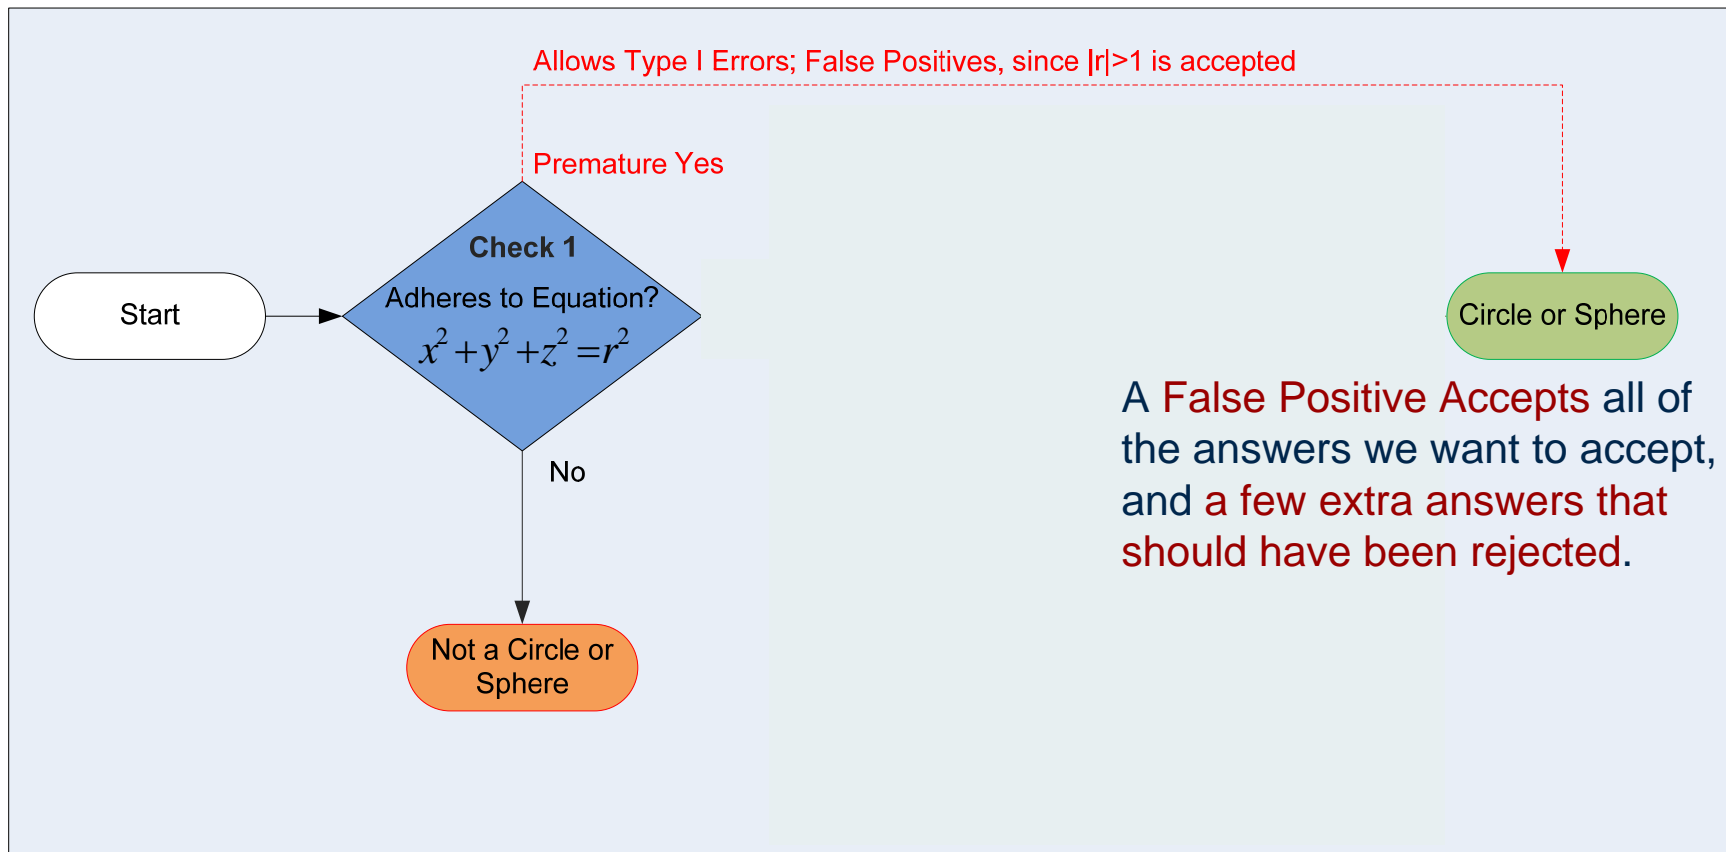 Allows Type I Errors; False Positives, since |r|>1 is accepted
Premature Yes
Check 1
Adheres to Equation?
x² + y² + z² = r²
Start
Circle or Sphere
A False Positive Accepts all of
the answers we want to accept,
and a few extra answers that
should have been rejected.
No
Not a Circle or
Sphere